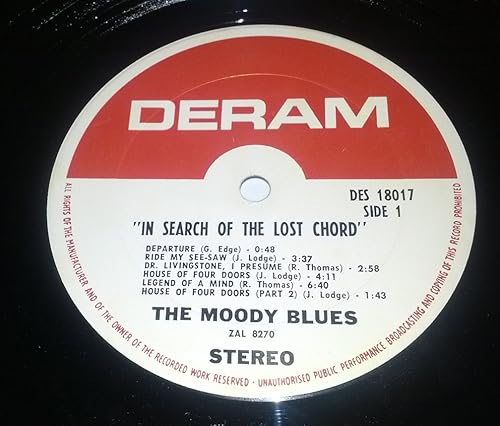 DERAM
DES 18017
SIDE 1
"IN SEARCH OF THE LOST CHORD"
DEPARTURE (G. Edge) - 0:48
RIDE MY SEE-SAW (J. Lodge) - 3:37
DR. LIVINGSTONE, I PRESUME (R. Thomas) - 2:58
HOUSE OF FOUR DOORS (J. Lodge) - 4:11
LEGEND OF A MIND (R. Thomas) - 6:40
HOUSE OF FOUR DOORS (PART 2) (J. Lodge) - 1:43
THE MOODY BLUES
ZAL 8270
STEREO
ALL RIGHTS OF THE MANUFACTURER AND OF THE OWNER OF THE RECORDED WORK RESERVED · UNAUTHORISED PUBLIC PERFORMANCE BROADCASTING AND COPYING OF THIS RECORD PROHIBITED